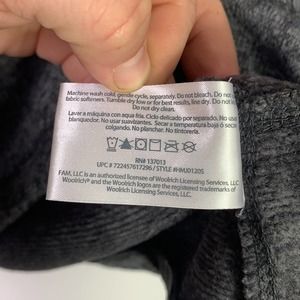 Machine wash cold, gentle cycle, separately. Do not bleach. Do not use
fabric softeners. Tumble dry low or for best results, line dry. Do not iron.
Do not dry clean.
Lavar a máquina con agua fría. Ciclo delicado por separado. No usar
blanqueador. No usar suavizantes. Secar a temperatura baja ó
colgando. No planchar. No tintorería.
RN# 137013
UPC # 722457617296 / STYLE #HMJ0120S
FAM, LLC is an authorized licensee of Woolrich Licensing Services, LLC
Woolrich® and the Woolrich logos are the registered trademarks of
Woolrich Licensing Services, LLC.